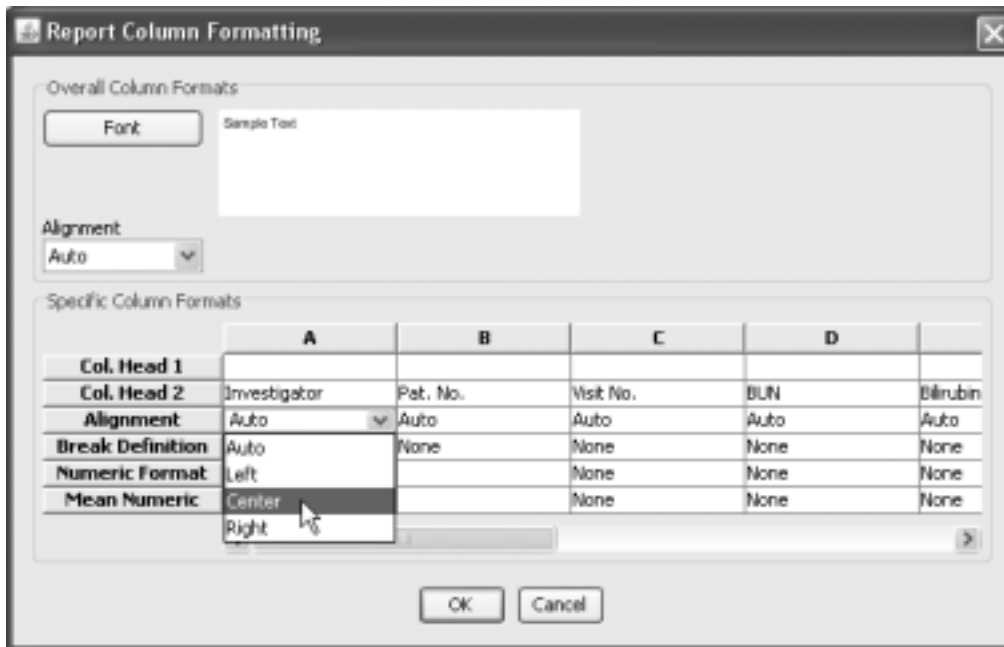 Report Column Formatting
Overall Column Formats
Font
Sample Text
Alignment
Auto
Specific Column Formats
A B C D
Col. Head 1
Col. Head 2 Investigator Pat. No. Visit No. BUN Bilirubin
Alignment Auto Auto Auto Auto Auto
Break Definition Auto None None None None
Numeric Format Left None None None
Mean Numeric Center None None None
Right
OK Cancel